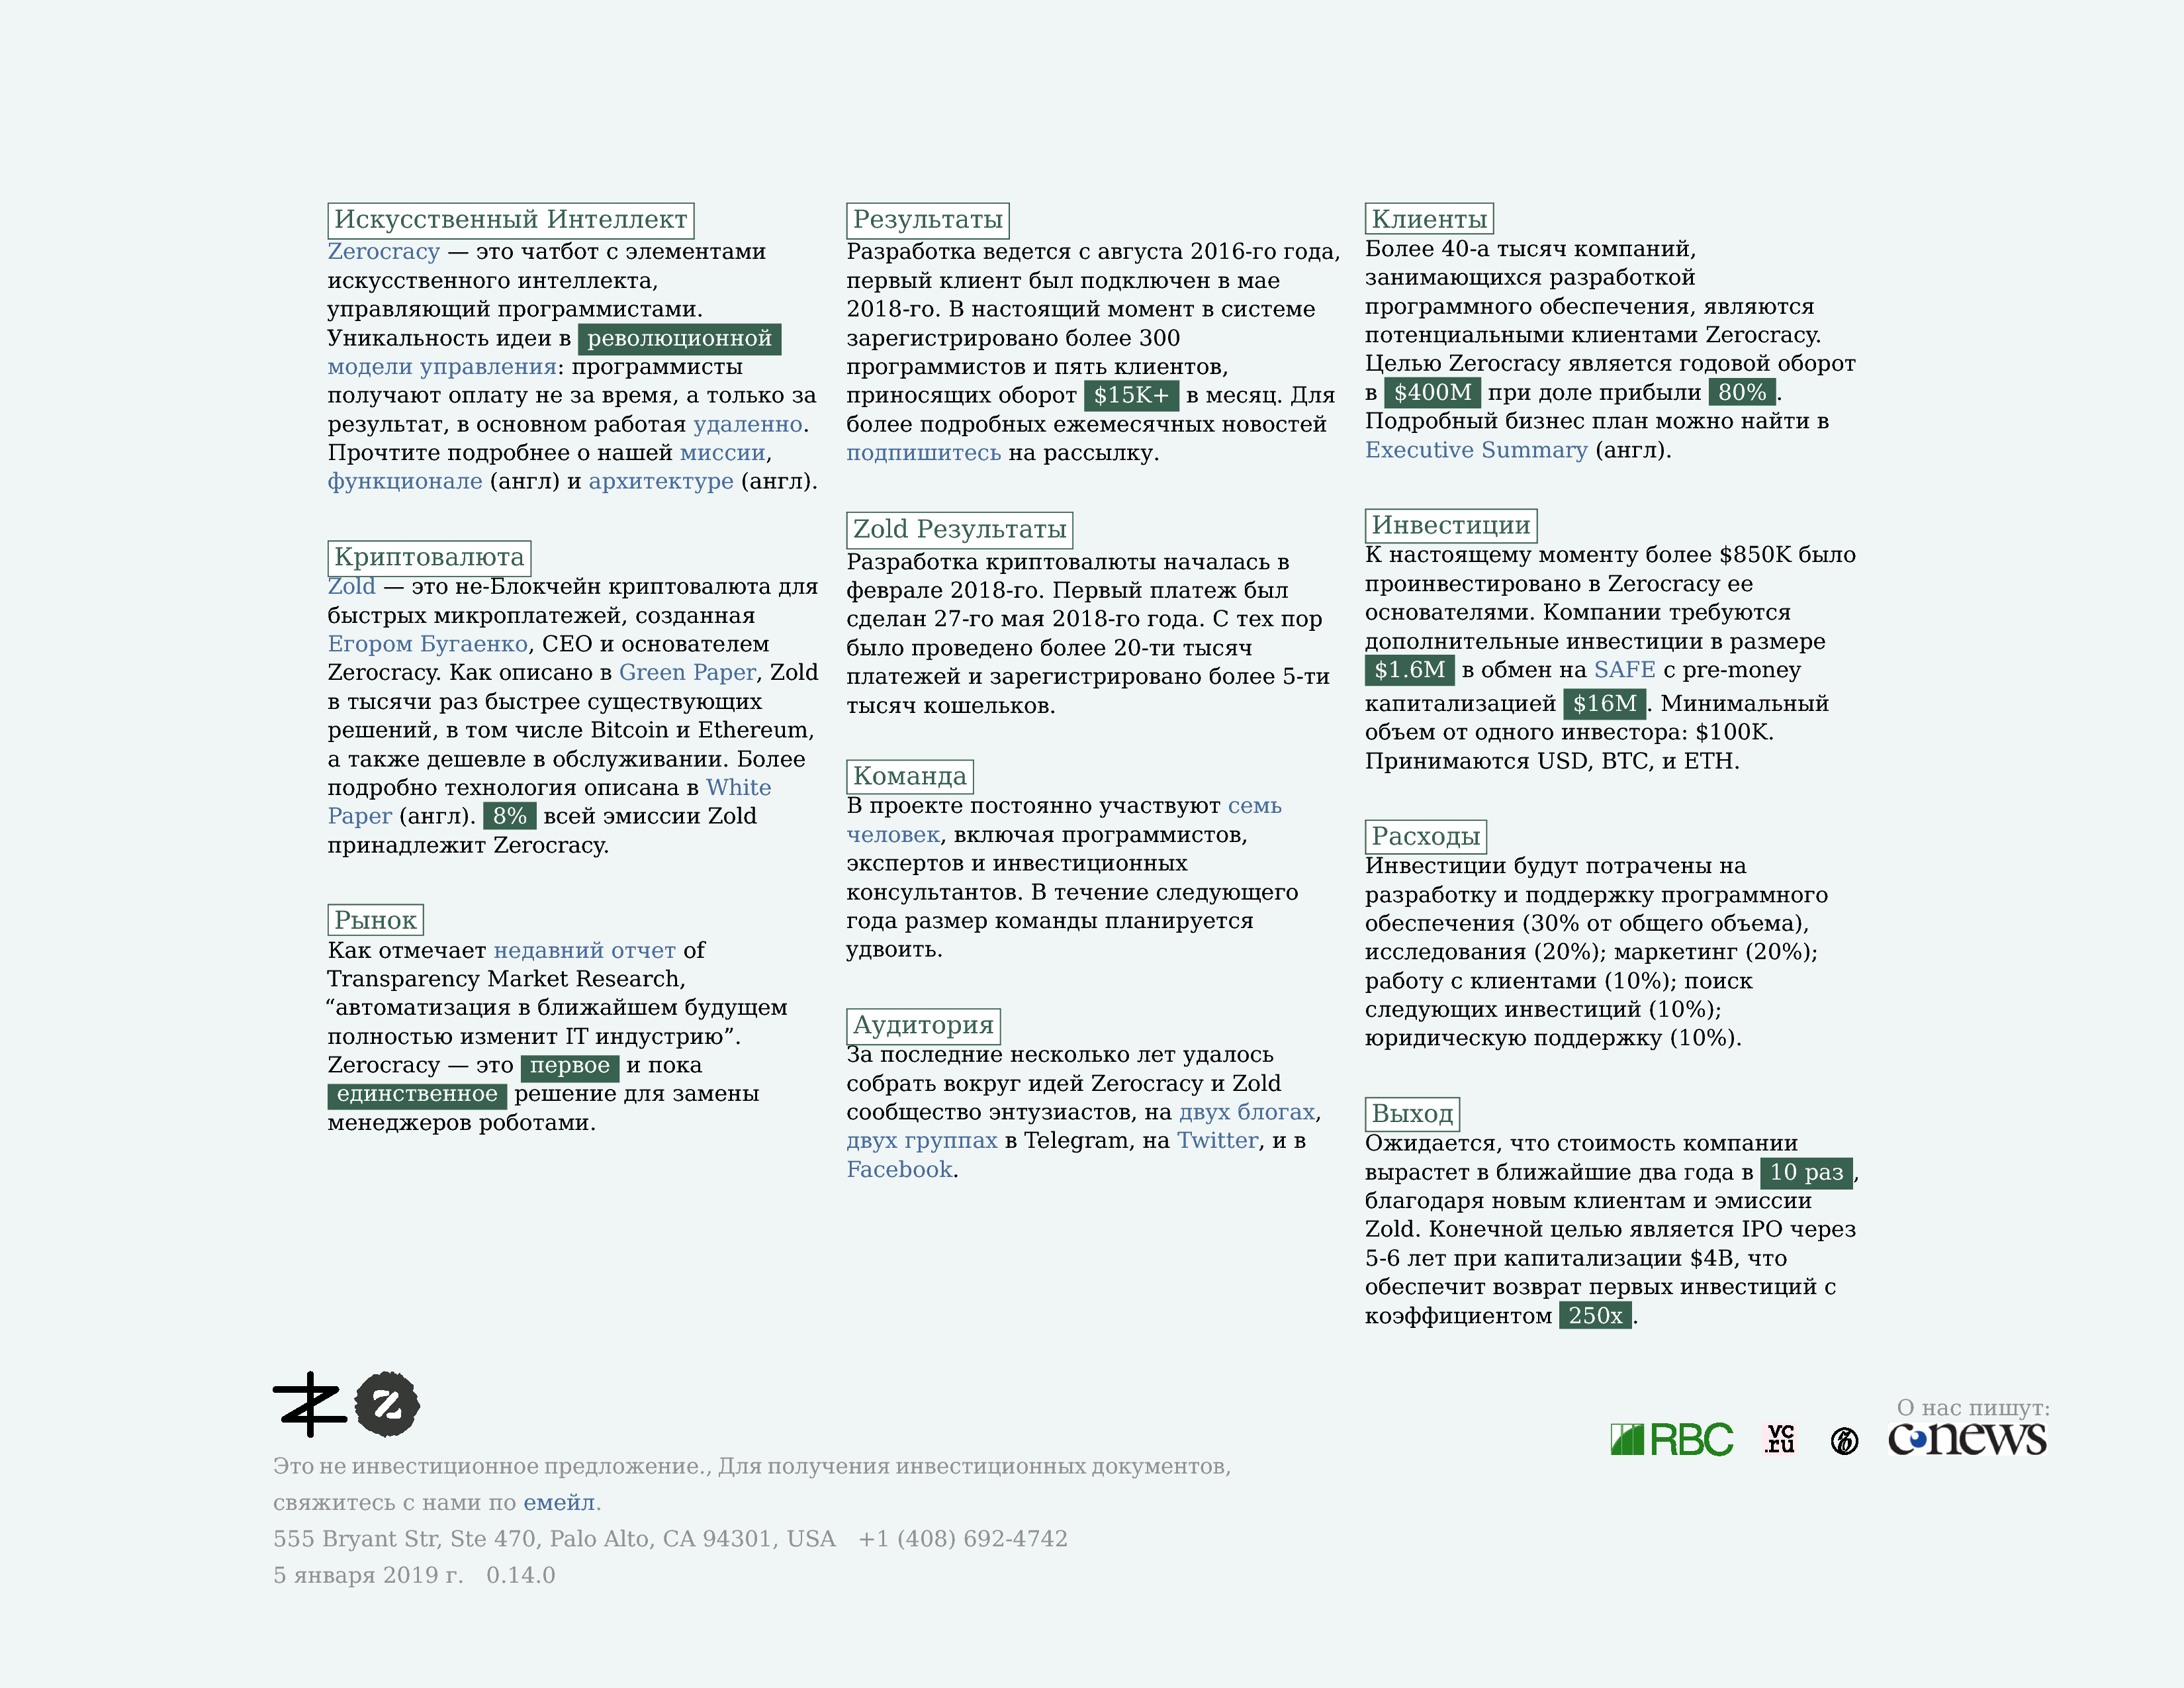 Искусственный Интеллект
Zerocracy — это чатбот с элементами
искусственного интеллекта,
управляющий программистами.
Уникальность идеи в революционной
модели управления: программисты
получают оплату не за время, а только за
результат, в основном работая удаленно.
Прочтите подробнее о нашей миссии,
функционале (англ) и архитектуре (англ).
Криптовалюта
Zold — это не-Блокчейн криптовалюта для
быстрых микроплатежей, созданная
Егором Бугаенко, CEO и основателем
Zerocracy. Как описано в Green Paper, Zold
в тысячи раз быстрее существующих
решений, в том числе Bitcoin и Ethereum,
а также дешевле в обслуживании. Более
подробно технология описана в White
Paper (англ). 8% всей эмиссии Zold
принадлежит Zerocracy.
Рынок
Как отмечает недавний отчет of
Transparency Market Research,
“автоматизация в ближайшем будущем
полностью изменит IT индустрию”.
Zerocracy — это первое и пока
единственное решение для замены
менеджеров роботами.
Результаты
Разработка ведется с августа 2016-го года,
первый клиент был подключен в мае
2018-го. В настоящий момент в системе
зарегистрировано более 300
программистов и пять клиентов,
приносящих оборот $15K+ в месяц. Для
более подробных ежемесячных новостей
подпишитесь на рассылку.
Zold Результаты
Разработка криптовалюты началась в
феврале 2018-го. Первый платеж был
сделан 27-го мая 2018-го года. С тех пор
было проведено более 20-ти тысяч
платежей и зарегистрировано более 5-ти
тысяч кошельков.
Команда
В проекте постоянно участвуют семь
человек, включая программистов,
экспертов и инвестиционных
консультантов. В течение следующего
года размер команды планируется
удвоить.
Аудитория
За последние несколько лет удалось
собрать вокруг идей Zerocracy и Zold
сообщество энтузиастов, на двух блогах,
двух группах в Telegram, на Twitter, и в
Facebook.
Клиенты
Более 40-а тысяч компаний,
занимающихся разработкой
программного обеспечения, являются
потенциальными клиентами Zerocracy.
Целью Zerocracy является годовой оборот
в $400M при доле прибыли 80%.
Подробный бизнес план можно найти в
Executive Summary (англ).
Инвестиции
К настоящему моменту более $850K было
проинвестировано в Zerocracy ее
основателями. Компании требуются
дополнительные инвестиции в размере
$1.6M в обмен на SAFE с pre-money
капитализацией $16M. Минимальный
объем от одного инвестора: $100K.
Принимаются USD, BTC, и ETH.
Расходы
Инвестиции будут потрачены на
разработку и поддержку программного
обеспечения (30% от общего объема),
исследования (20%); маркетинг (20%);
работу с клиентами (10%); поиск
следующих инвестиций (10%);
юридическую поддержку (10%).
Выход
Ожидается, что стоимость компании
вырастет в ближайшие два года в 10 раз,
благодаря новым клиентам и эмиссии
Zold. Конечной целью является IPO через
5-6 лет при капитализации $4B, что
обеспечит возврат первых инвестиций с
коэффициентом 250x.
Z
Это не инвестиционное предложение., Для получения инвестиционных документов,
свяжитесь с нами по емейл.
555 Bryant Str, Ste 470, Palo Alto, CA 94301, USA +1 (408) 692-4742
5 января 2019 г. 0.14.0
О нас пишут:
RBC vc.ru cnews